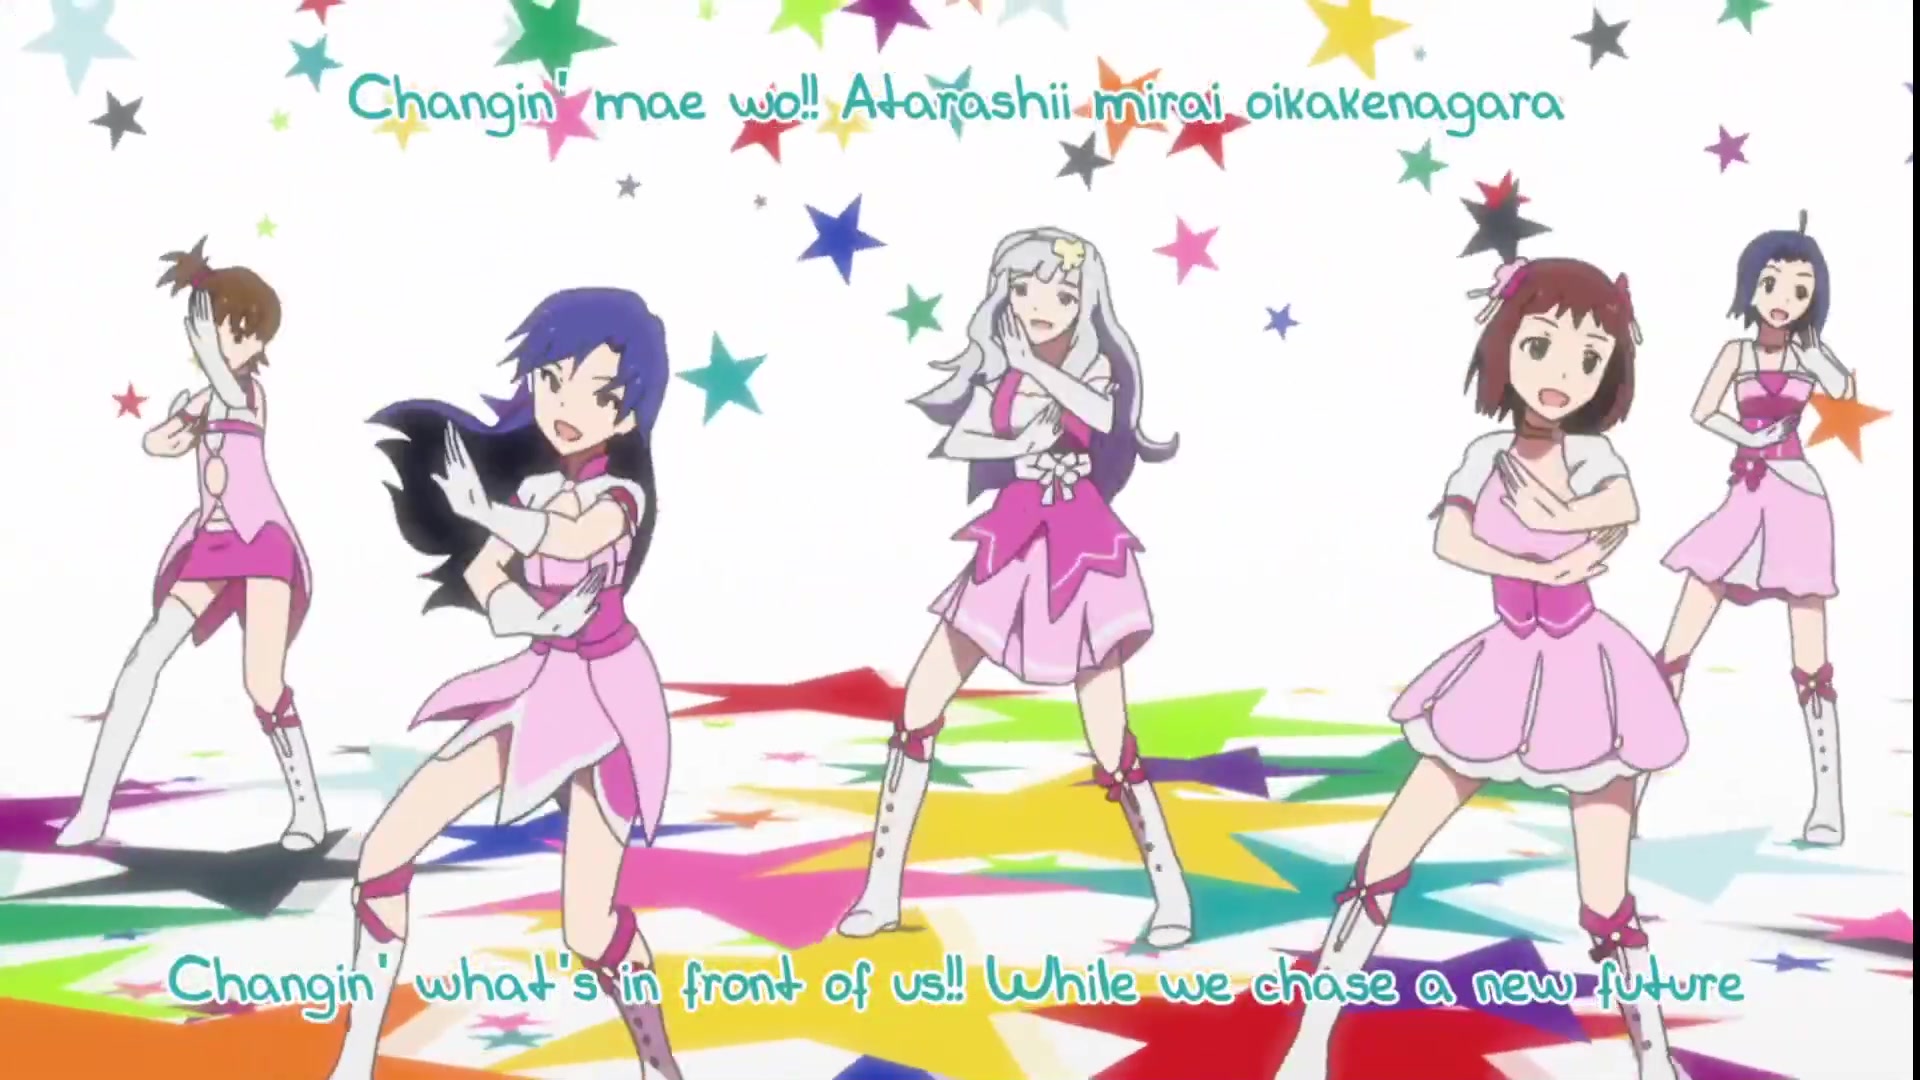 Changin' mae wo!! Atarashii mirai oikakenagara
Changin' what's in front of us!! While we chase a new future